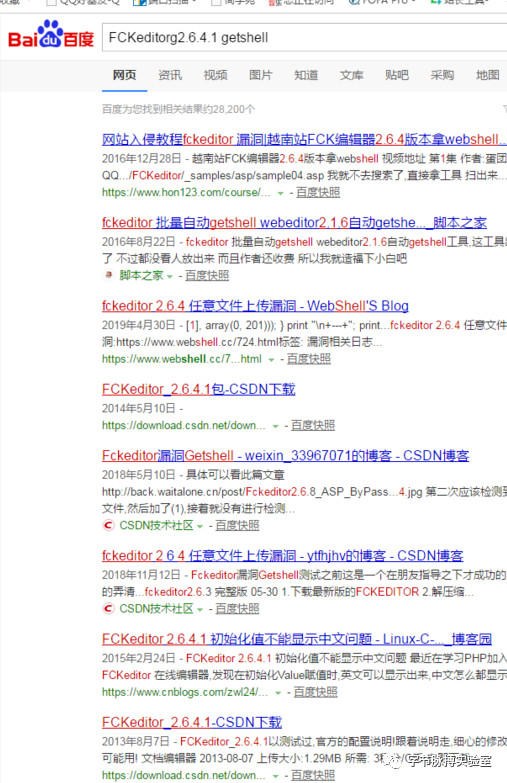 收藏 QQ好基友-Q 端口扫描 简学苑 您正在访问 FOFA Pro 站长工具
Bai du 百度 FCKeditorg2.6.4.1 getshell
网页 资讯 视频 图片 知道 文库 贴吧 采购 地图
百度为您找到相关结果约28,200个
网站入侵教程fckeditor 漏洞|越南站FCK编辑器2.6.4版本拿webshell...
2016年12月28日 - 越南站FCK编辑器2.6.4版本拿webshell 视频地址 第1集 作者:蛋团
QQ.../FCKeditor/_samples/asp/sample04.asp 我就不去搜索了,直接拿工具 扫出来...
https://www.hon123.com/course/... - 百度快照
fckeditor 批量自动getshell webeditor2,1,6自动getshe..._脚本之家
2016年8月22日 - fckeditor 批量自动getshell webeditor2.1.6自动getshell工具,这工具
了 不过都没看人放出来 而且作者还收费 所以我就造福下小白吧
脚本之家 - 百度快照
fckeditor 2.6.4 任意文件上传漏洞 - WebShell'S Blog
2019年4月30日 - [1], array(0, 201))); } print "\n+---+"; print...fckeditor 2.6.4 任意文件
洞:https://www.webshell.cc/724.html标签: 漏洞相关日志...
https://www.webshell.cc/7...html - 百度快照
FCKeditor_2.6.4.1包-CSDN下载
2014年5月10日 -
https://download.csdn.net/down... - 百度快照
Fckeditor漏洞Getshell - weixin_33967071的博客 - CSDN博客
2018年5月10日 - 具体可以看此篇文章
http://back.waitalone.cn/post/Fckeditor2.6.8_ASP_ByPass...4.jpg 第二次应该检测到
文件,然后加了(1),接着就没有进行检测...
CSDN技术社区 - 百度快照
fckeditor 2 6 4 任意文件上传漏洞 - ytfhjhv的博客 - CSDN博客
2018年11月12日 - Fckeditor漏洞Getshell测试之前这是一个在朋友指导之下才成功的
的弄清...fckeditor2.6.3 完整版 05-30 1.下载最新版的FCKEDITOR 2.解压缩...
CSDN技术社区 - 百度快照
FCKeditor 2.6.4.1 初始化值不能显示中文问题 - Linux-C-..._博客园
2015年2月24日 - FCKeditor 2.6.4.1 初始化值不能显示中文问题 最近在学习PHP加入
FCKeditor 在线编辑器,发现在初始化Value赋值时,英文可以显示出来,中文怎么都显示
https://www.cnblogs.com/zwl24/... - 百度快照
FCKeditor_2.6.4.1-CSDN下载
2013年8月7日 - FCKeditor_2.6.4.1以测试过,官方的配置说明!跟着说明走,细心的修改
可能用! 文档编辑器 2013-08-07 上传大小:1.29MB 所需: 3
https://download.csdn.net/down... - 百度快照
字节脉搏实验室